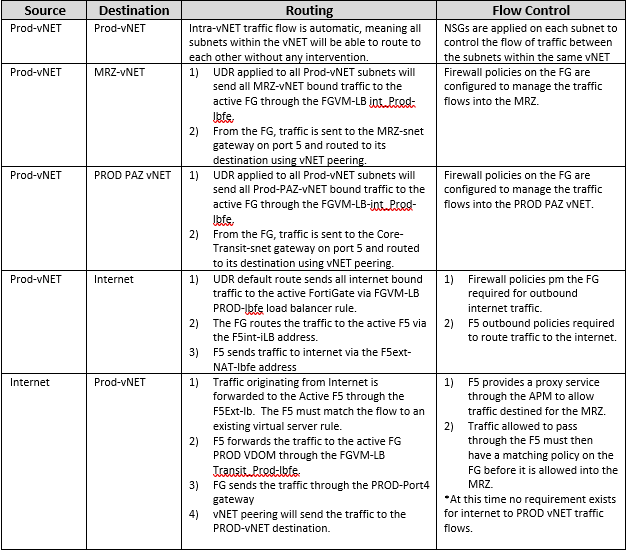 Source Destination Routing Flow Control
Prod-vNET Prod-vNET
Intra-vNET traffic flow is automatic, meaning all
subnets within the vNET will be able to route to
each other without any intervention.
NSGs are applied on each subnet to
control the flow of traffic between
the subnets within the same vNET
Prod-vNET MRZ-vNET
1) UDR applied to all Prod-vNET subnets will
send all MRZ-vNET bound traffic to the
active FG through the FGVM-LB int_Prod-
lbfe.
2) From the FG, traffic is sent to the MRZ-snet
gateway on port 5 and routed to its
destination using vNET peering.
Firewall policies on the FG are
configured to manage the traffic
flows into the MRZ.
Prod-vNET PROD PAZ vNET
1) UDR applied to all Prod-vNET subnets will
send all Prod-PAZ-vNET bound traffic to the
active FG through the FGVM-LB-int_Prod-
lbfe.
2) From the FG, traffic is sent to the Core-
Transit-snet gateway on port 5 and routed
to its destination using vNET peering.
Firewall policies on the FG are
configured to manage the traffic
flows into the PROD PAZ vNET.
Prod-vNET Internet
1) UDR default route sends all internet bound
traffic to the active FortiGate via FGVM-LB
PROD-lbfe load balancer rule.
2) The FG routes the traffic to the active F5 via
the F5int-iLB address.
3) F5 sends traffic to internet via the F5ext-
NAT-lbfe address
1) Firewall policies pm the FG
required for outbound
internet traffic.
2) F5 outbound policies required
to route traffic to the internet.
Internet Prod-vNET
1) Traffic originating from Internet is
forwarded to the Active F5 through the
F5Ext-lb. The F5 must match the flow to an
existing virtual server rule.
2) F5 forwards the traffic to the active FG
PROD VDOM through the FGVM-LB
Transit_Prod-lbfe.
3) FG sends the traffic through the PROD-Port4
gateway
4) vNET peering will send the traffic to the
PROD-vNET destination.
1) F5 provides a proxy service
through the APM to allow
traffic destined for the MRZ.
2) Traffic allowed to pass
through the F5 must then
have a matching policy on the
FG before it is allowed into the
MRZ.
*At this time no requirement exists
for internet to PROD vNET traffic
flows.